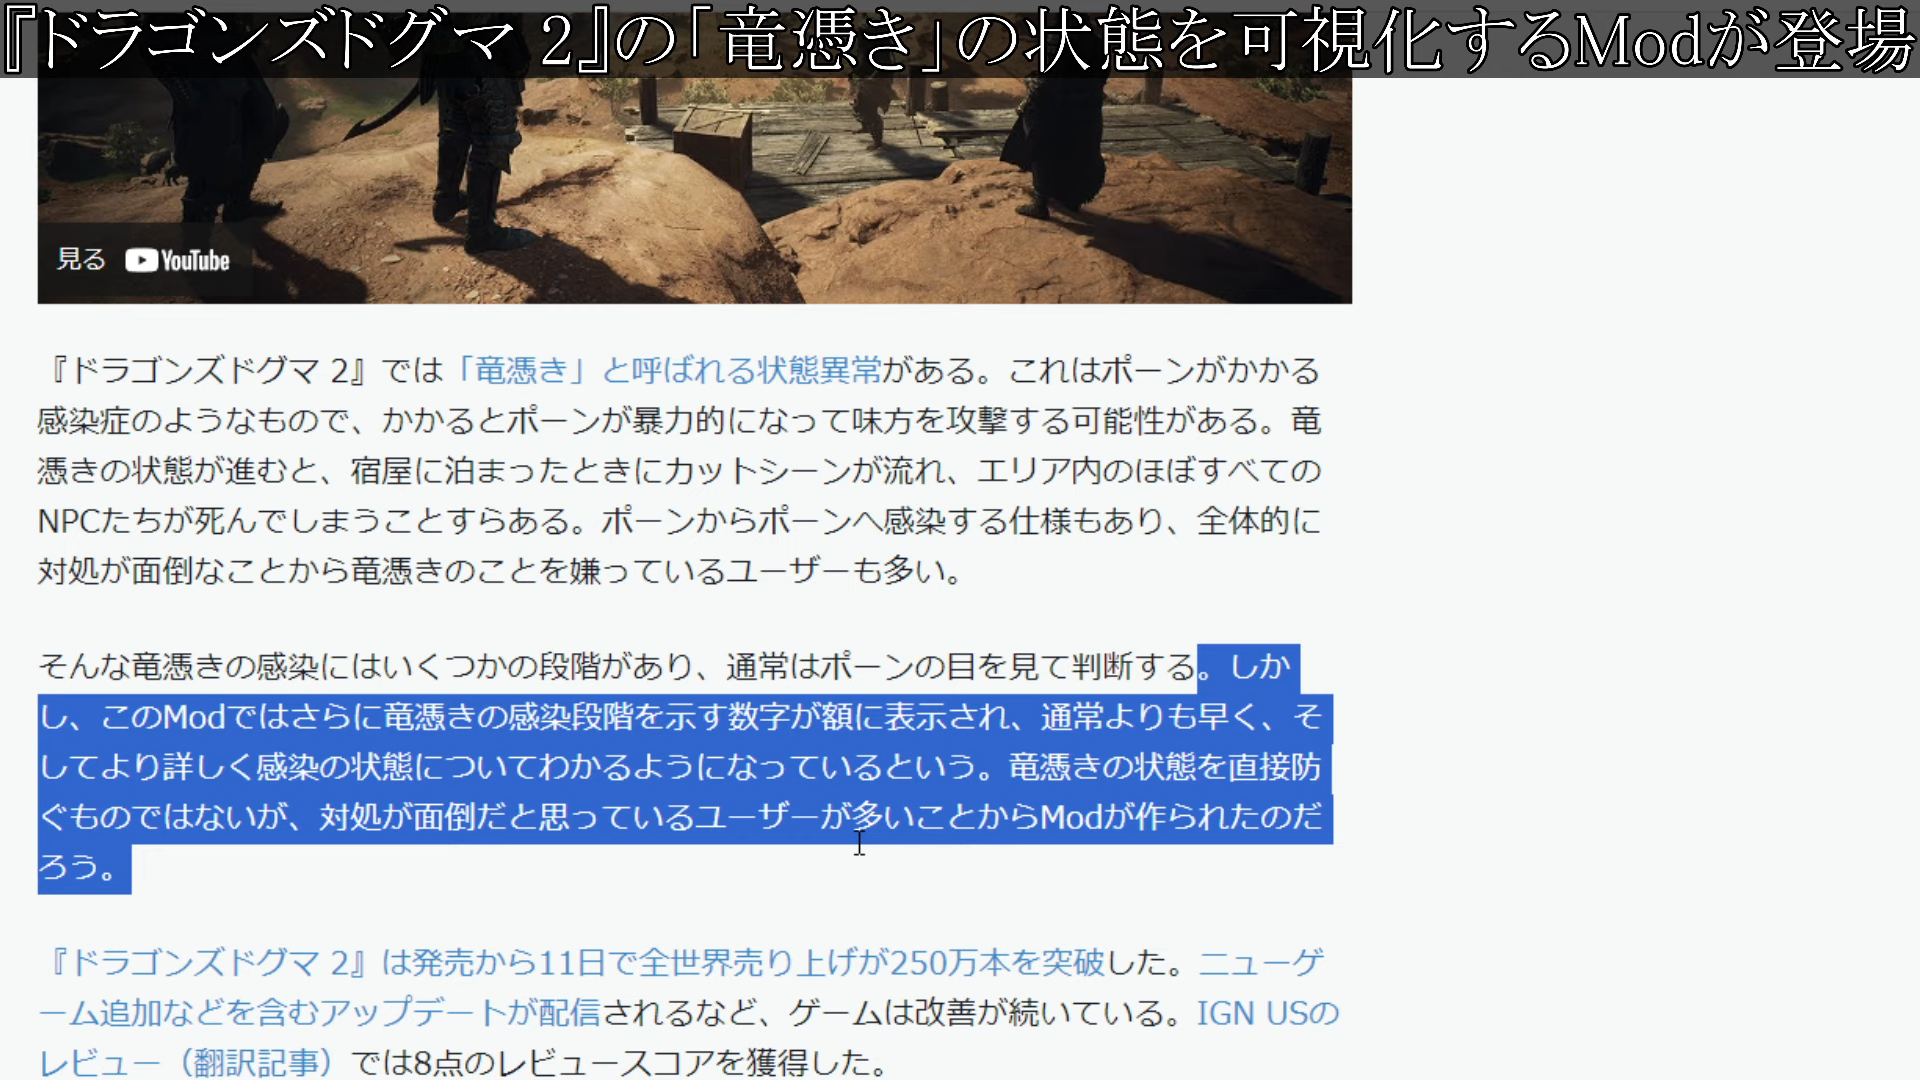 『ドラゴンズドグマ 2』の「竜憑き」の状態を可視化するModが登場
見る YouTube
『ドラゴンズドグマ 2』では「竜憑き」と呼ばれる状態異常がある。これはポーンがかかる
感染症のようなもので、かかるとポーンが暴力的になって味方を攻撃する可能性がある。竜
憑きの状態が進むと、宿屋に泊まったときにカットシーンが流れ、エリア内のほぼすべての
NPCたちが死んでしまうことすらある。ポーンからポーンへ感染する仕様もあり、全体的に
対処が面倒なことから竜憑きのことを嫌っているユーザーも多い。
そんな竜憑きの感染にはいくつかの段階があり、通常はポーンの目を見て判断する。しか
し、このModではさらに竜憑きの感染段階を示す数字が額に表示され、通常よりも早く、そ
してより詳しく感染の状態についてわかるようになっているという。竜憑きの状態を直接防
ぐものではないが、対処が面倒だと思っているユーザーが多いことからModが作られたのだ
ろう。
『ドラゴンズドグマ 2』は発売から11日で全世界売り上げが250万本を突破した。ニューゲ
ーム追加などを含むアップデートが配信されるなど、ゲームは改善が続いている。IGN USの
レビュー（翻訳記事）では8点のレビュースコアを獲得した。